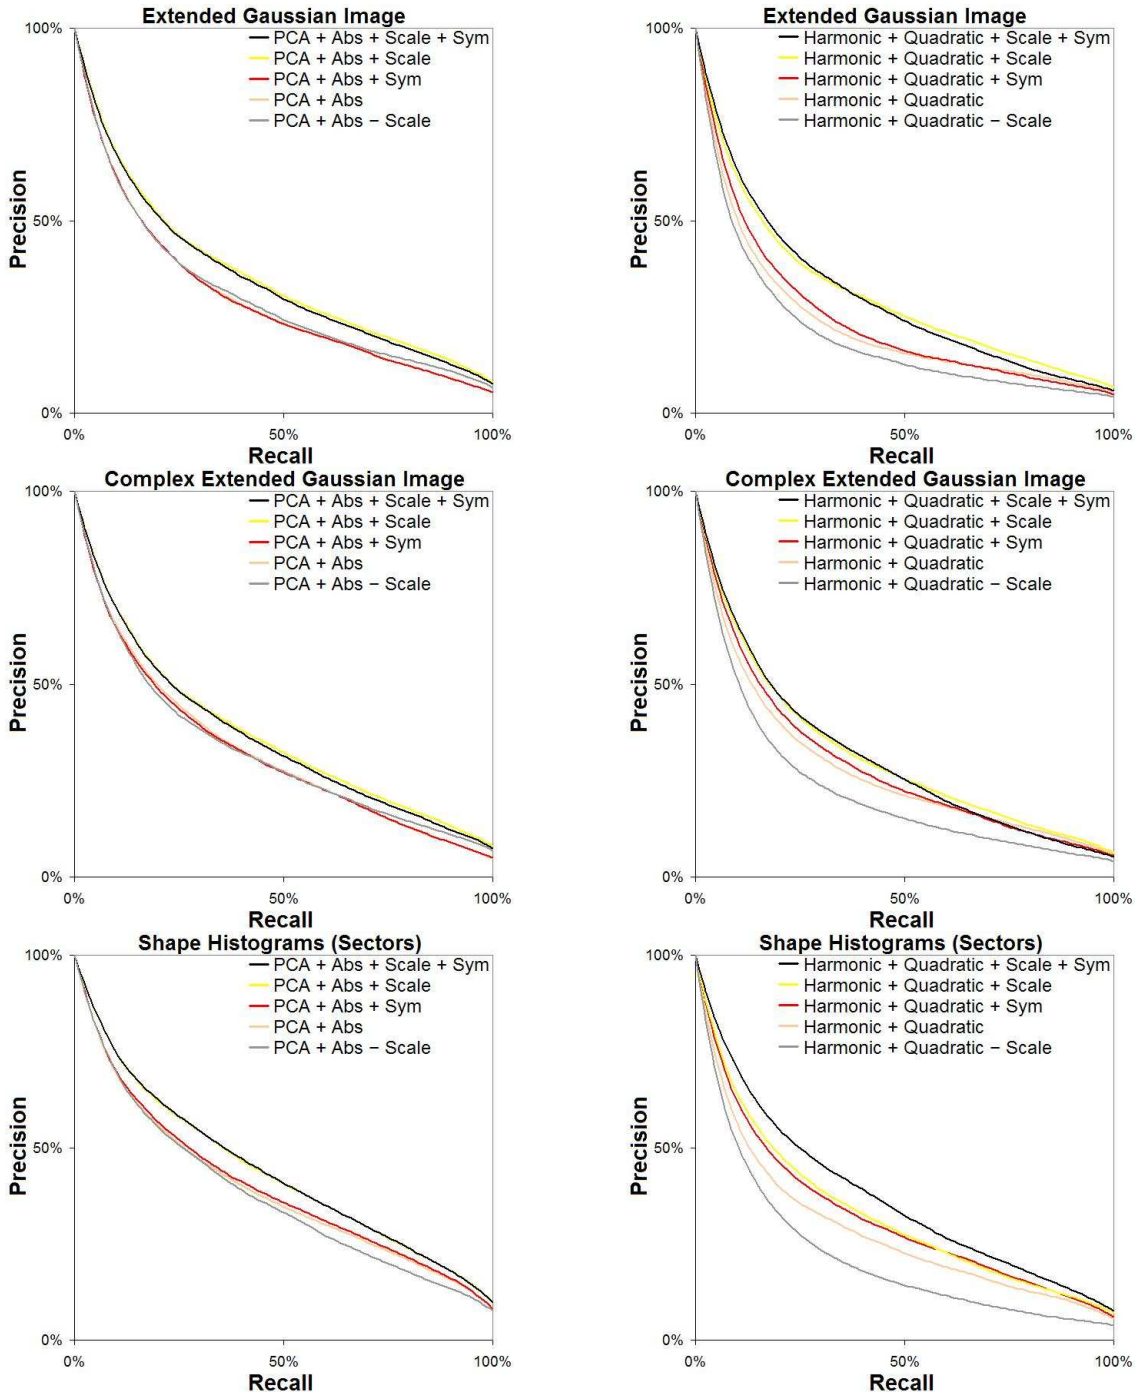 Extended Gaussian Image
100%
PCA + Abs + Scale + Sym
PCA + Abs + Scale
PCA + Abs + Sym
PCA + Abs
PCA + Abs − Scale
Precision
50%
0%
0%
50%
100%
Recall
Extended Gaussian Image
100%
Harmonic + Quadratic + Scale + Sym
Harmonic + Quadratic + Scale
Harmonic + Quadratic + Sym
Harmonic + Quadratic
Harmonic + Quadratic − Scale
Precision
50%
0%
0%
50%
100%
Recall
Complex Extended Gaussian Image
100%
PCA + Abs + Scale + Sym
PCA + Abs + Scale
PCA + Abs + Sym
PCA + Abs
PCA + Abs − Scale
Precision
50%
0%
0%
50%
100%
Recall
Complex Extended Gaussian Image
100%
Harmonic + Quadratic + Scale + Sym
Harmonic + Quadratic + Scale
Harmonic + Quadratic + Sym
Harmonic + Quadratic
Harmonic + Quadratic − Scale
Precision
50%
0%
0%
50%
100%
Recall
Shape Histograms (Sectors)
100%
PCA + Abs + Scale + Sym
PCA + Abs + Scale
PCA + Abs + Sym
PCA + Abs
PCA + Abs − Scale
Precision
50%
0%
0%
50%
100%
Recall
Shape Histograms (Sectors)
100%
Harmonic + Quadratic + Scale + Sym
Harmonic + Quadratic + Scale
Harmonic + Quadratic + Sym
Harmonic + Quadratic
Harmonic + Quadratic − Scale
Precision
50%
0%
0%
50%
100%
Recall